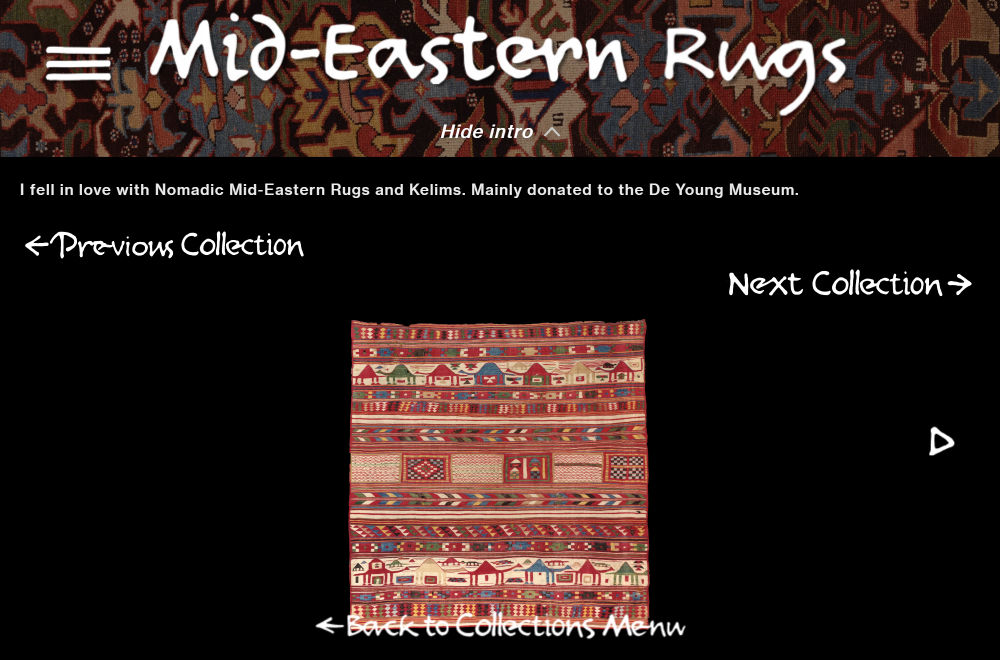 Mid-Eastern Rugs
Hide intro
I fell in love with Nomadic Mid-Eastern Rugs and Kelims. Mainly donated to the De Young Museum.
←Previous Collection
Next Collection→
←Back to Collections Menu